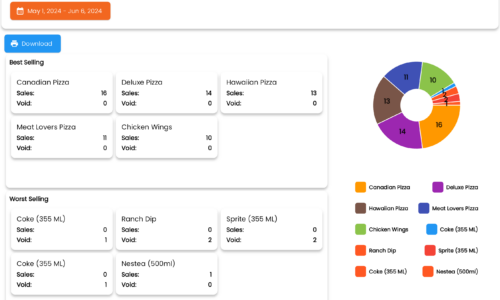 May 1, 2024 - Jun 6, 2024
Download
Best Selling
Canadian Pizza
Sales: 16
Void: 0
Deluxe Pizza
Sales: 14
Void: 0
Hawaiian Pizza
Sales: 13
Void: 0
Meat Lovers Pizza
Sales: 11
Void: 0
Chicken Wings
Sales: 10
Void: 0
Worst Selling
Coke (355 ML)
Sales: 0
Void: 1
Ranch Dip
Sales: 0
Void: 2
Sprite (355 ML)
Sales: 0
Void: 2
Coke (355 ML)
Sales: 0
Void: 1
Nestea (500ml)
Sales: 1
Void: 0
11
10
13
14
16
Canadian Pizza
Deluxe Pizza
Hawaiian Pizza
Meat Lovers Pizza
Chicken Wings
Coke (355 ML)
Ranch Dip
Sprite (355 ML)
Coke (355 ML)
Nestea (500ml)